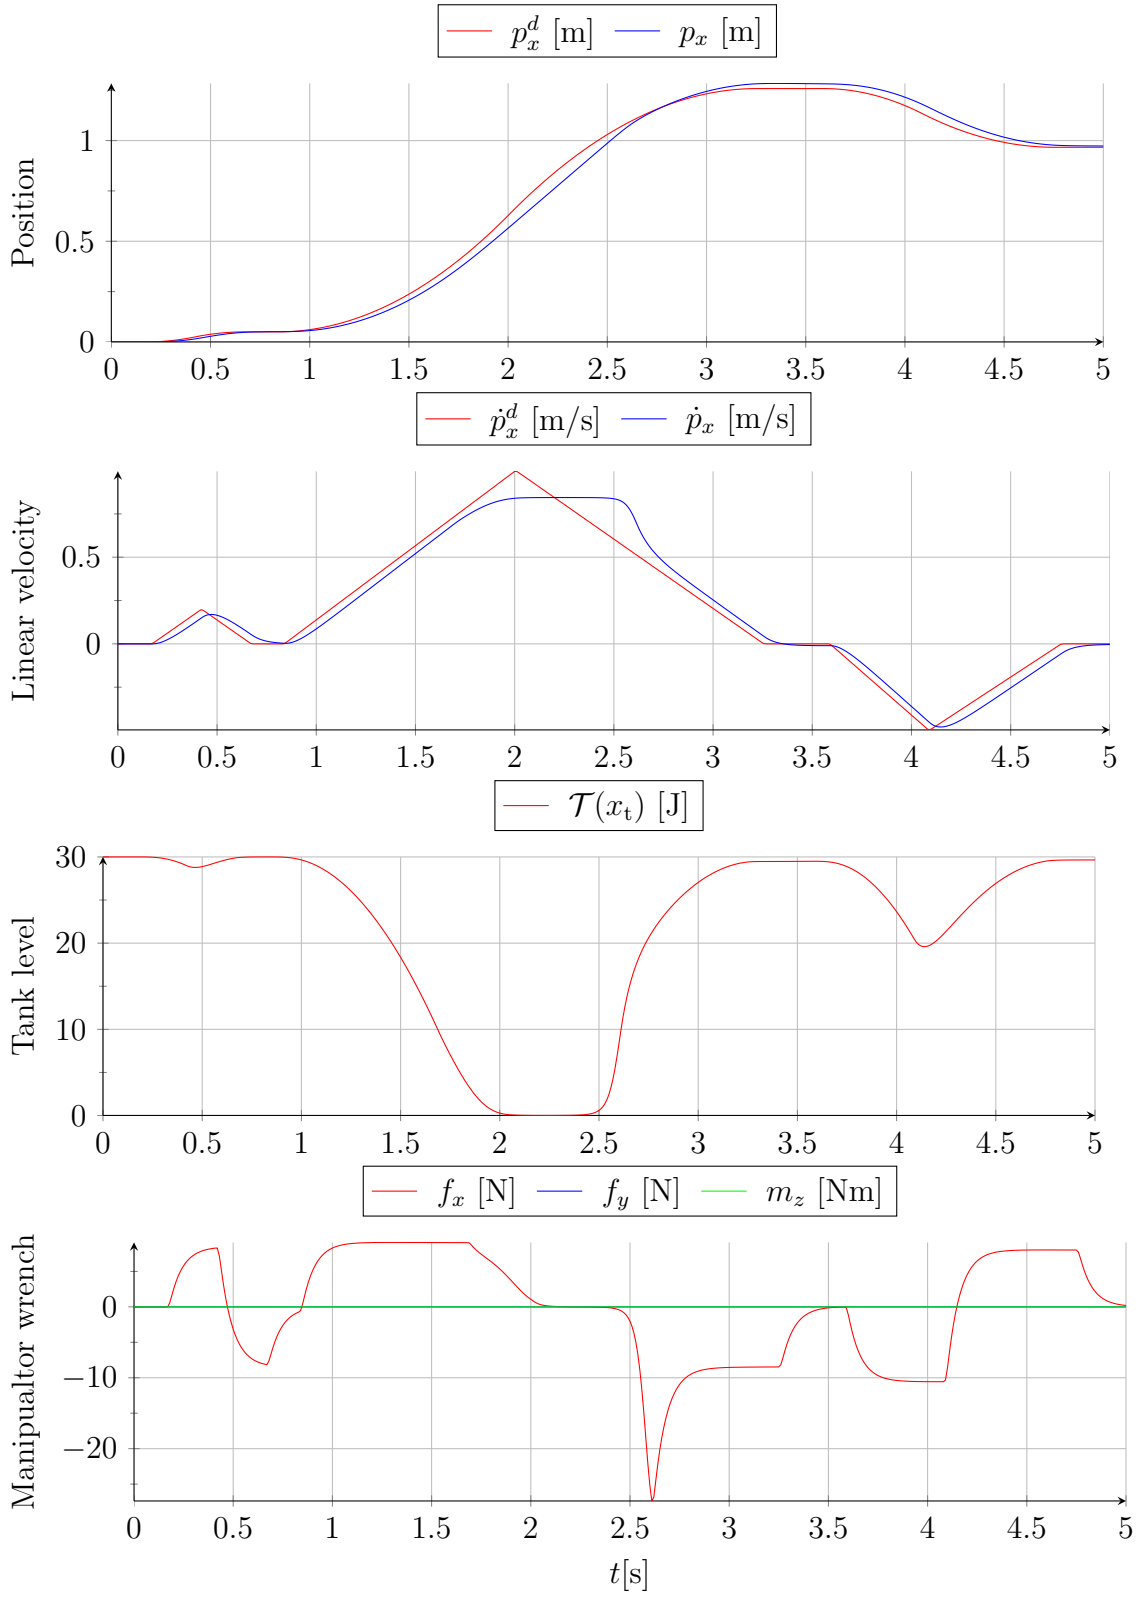 p_x^d [m] p_x [m]
Position
1
0.5
0
0 0.5 1 1.5 2 2.5 3 3.5 4 4.5 5
ṗ_x^d [m/s] ṗ_x [m/s]
Linear velocity
0.5
0
0 0.5 1 1.5 2 2.5 3 3.5 4 4.5 5
𝒯(x_t) [J]
Tank level
30
20
10
0
0 0.5 1 1.5 2 2.5 3 3.5 4 4.5 5
f_x [N] f_y [N] m_z [Nm]
Manipualtor wrench
0
−10
−20
0 0.5 1 1.5 2 2.5 3 3.5 4 4.5 5
t[s]